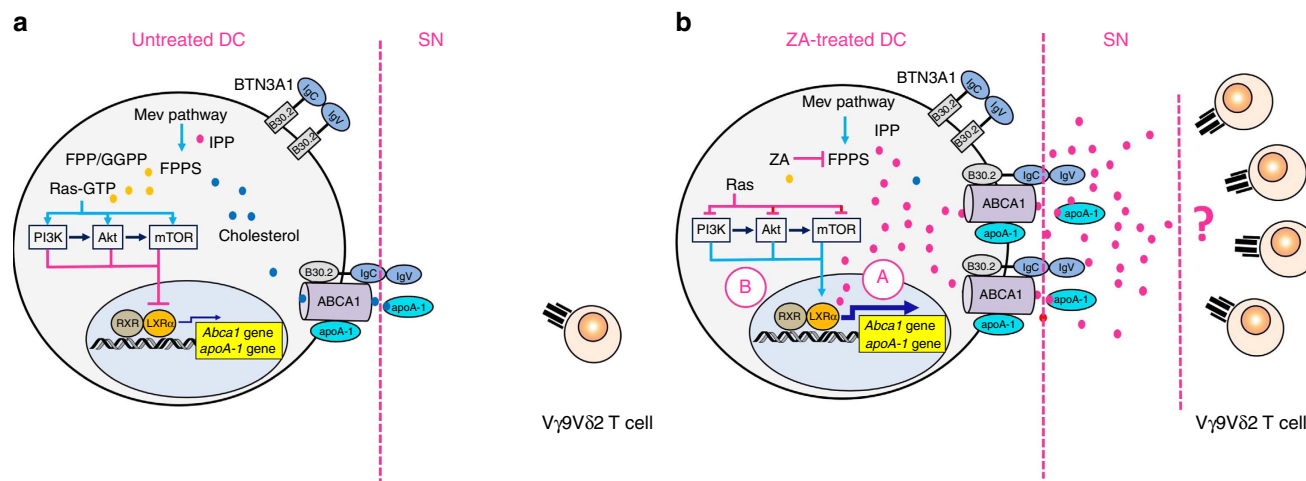 a
Untreated DC
SN
BTN3A1
IgC
IgV
B30.2
B30.2
Mev pathway
IPP
FPP/GGPP
FPPS
Ras-GTP
PI3K
Akt
mTOR
Cholesterol
B30.2
IgC
IgV
ABCA1
apoA-1
apoA-1
RXR
LXRα
Abca1 gene
apoA-1 gene
Vγ9Vδ2 T cell
b
ZA-treated DC
SN
BTN3A1
IgC
IgV
B30.2
B30.2
Mev pathway
IPP
ZA
FPPS
Ras
PI3K
Akt
mTOR
B30.2
IgC
IgV
ABCA1
apoA-1
apoA-1
?
B
A
B30.2
IgC
IgV
ABCA1
apoA-1
apoA-1
RXR
LXRα
Abca1 gene
apoA-1 gene
Vγ9Vδ2 T cell